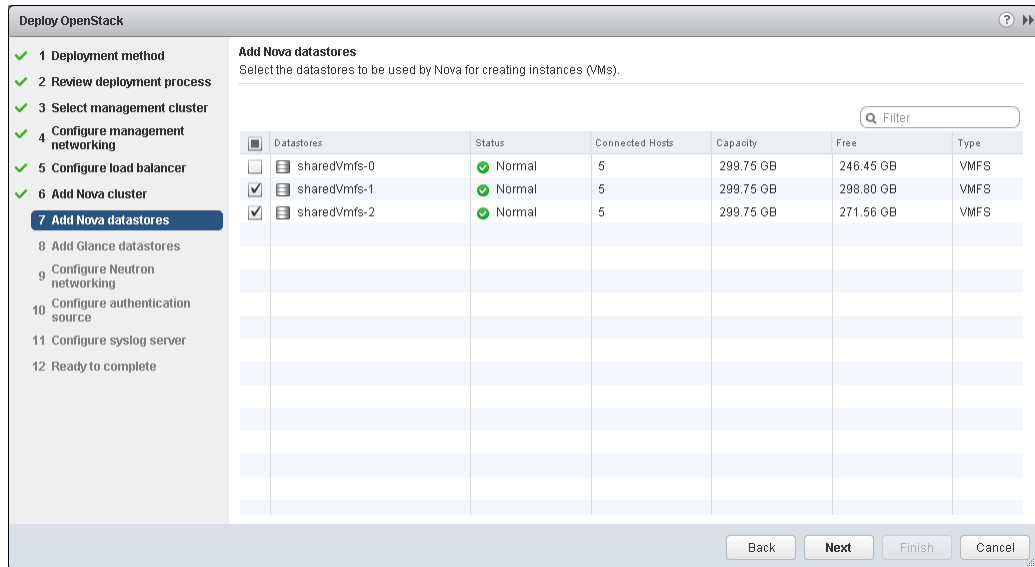 Deploy OpenStack
1 Deployment method
2 Review deployment process
3 Select management cluster
4 Configure management
networking
5 Configure load balancer
6 Add Nova cluster
7 Add Nova datastores
8 Add Glance datastores
9 Configure Neutron
networking
10 Configure authentication
source
11 Configure syslog server
12 Ready to complete
Add Nova datastores
Select the datastores to be used by Nova for creating instances (VMs).
Filter
Datastores Status Connected Hosts Capacity Free Type
sharedVmfs-0 Normal 5 299.75 GB 246.45 GB VMFS
sharedVmfs-1 Normal 5 299.75 GB 298.80 GB VMFS
sharedVmfs-2 Normal 5 299.75 GB 271.56 GB VMFS
Back Next Finish Cancel